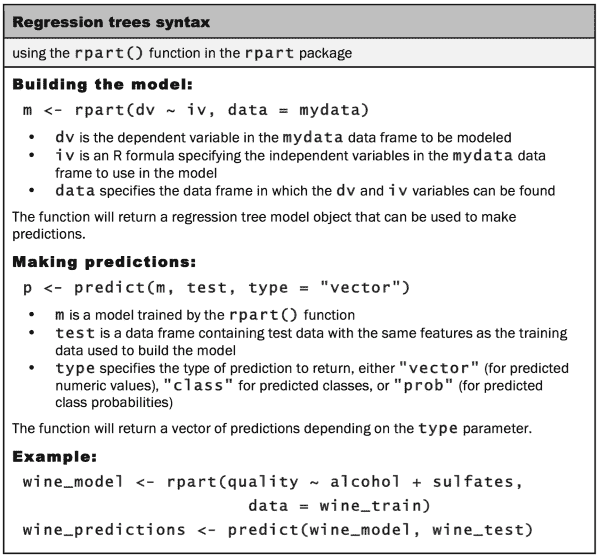 Regression trees syntax
using the rpart() function in the rpart package
Building the model:
m <- rpart(dv ~ iv, data = mydata)
• dv is the dependent variable in the mydata data frame to be modeled
• iv is an R formula specifying the independent variables in the mydata data
frame to use in the model
• data specifies the data frame in which the dv and iv variables can be found
The function will return a regression tree model object that can be used to make
predictions.
Making predictions:
p <- predict(m, test, type = "vector")
• m is a model trained by the rpart() function
• test is a data frame containing test data with the same features as the training
data used to build the model
• type specifies the type of prediction to return, either "vector" (for predicted
numeric values), "class" for predicted classes, or "prob" (for predicted
class probabilities)
The function will return a vector of predictions depending on the type parameter.
Example:
wine_model <- rpart(quality ~ alcohol + sulfates,
data = wine_train)
wine_predictions <- predict(wine_model, wine_test)